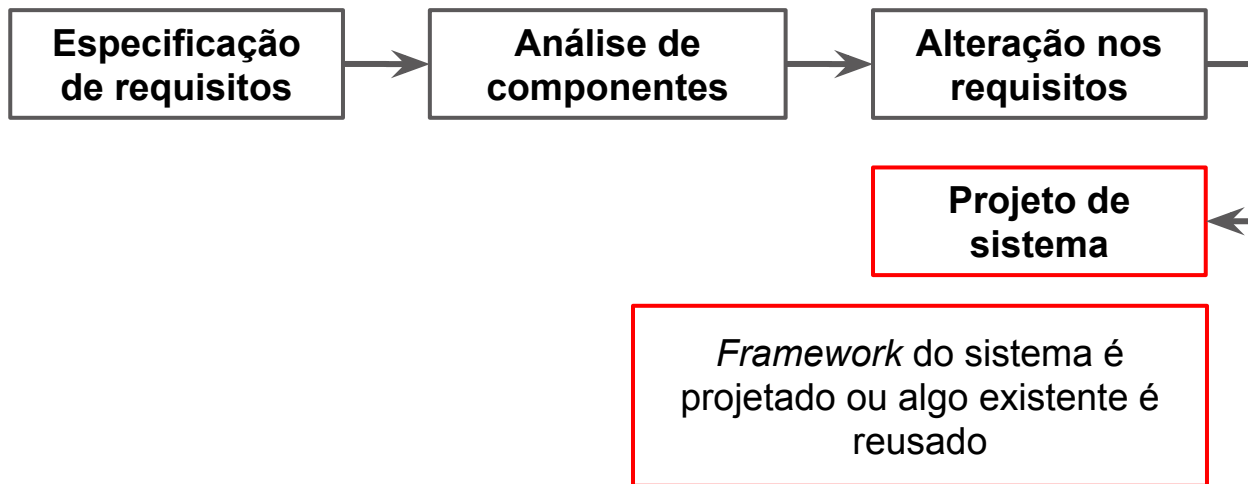 Especificação
de requisitos
Análise de
componentes
Alteração nos
requisitos
Projeto de
sistema
Framework do sistema é
projetado ou algo existente é
reusado